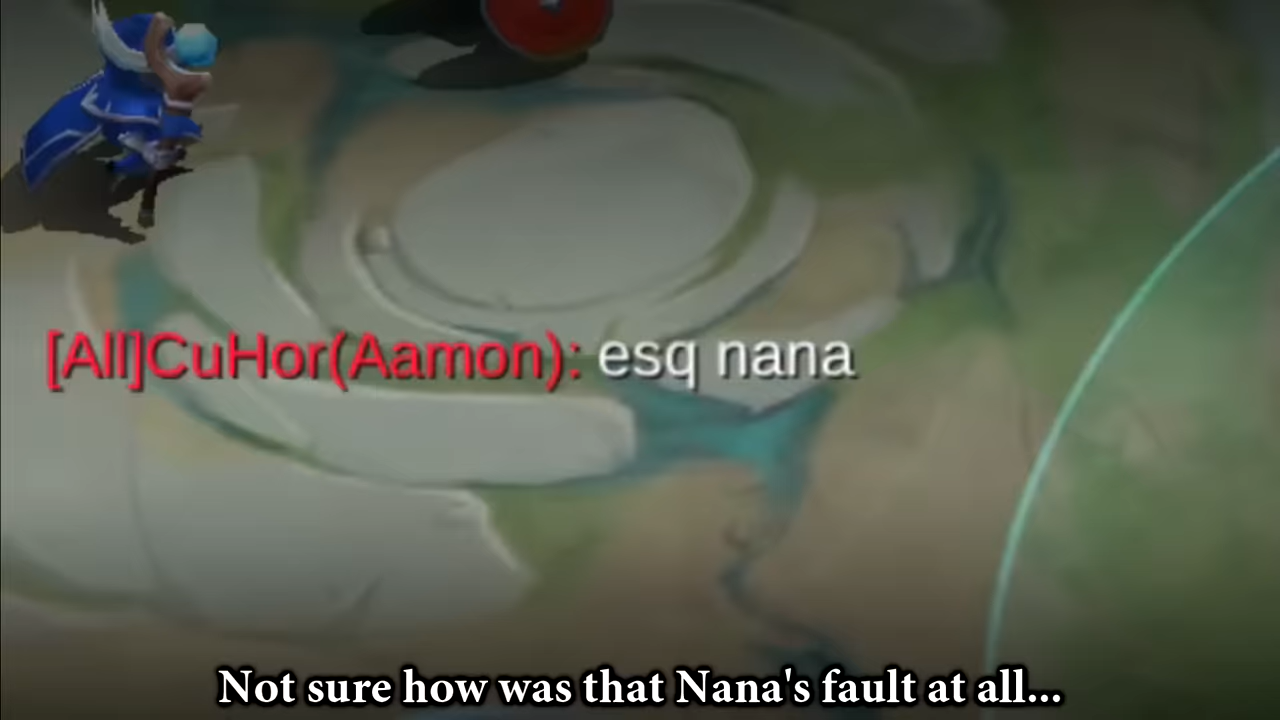 [All]CuHor(Aamon): esq nana
Not sure how was that Nana's fault at all...